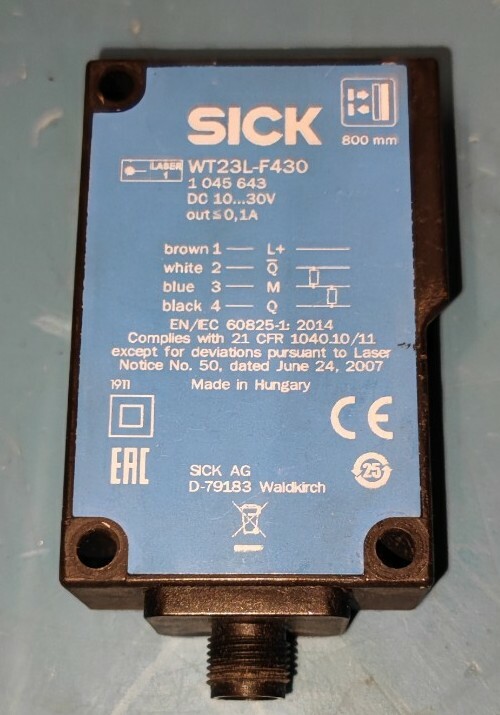 SICK
800 mm
LASER
1
WT23L-F430
1 045 643
DC 10...30V
out ≤ 0,1A
brown 1 L+
white 2 Q̅
blue 3 M
black 4 Q
EN/IEC 60825-1: 2014
Complies with 21 CFR 1040.10/11
except for deviations pursuant to Laser
Notice No. 50, dated June 24, 2007
1911 Made in Hungary
CE
EAC
25
SICK AG
D-79183 Waldkirch